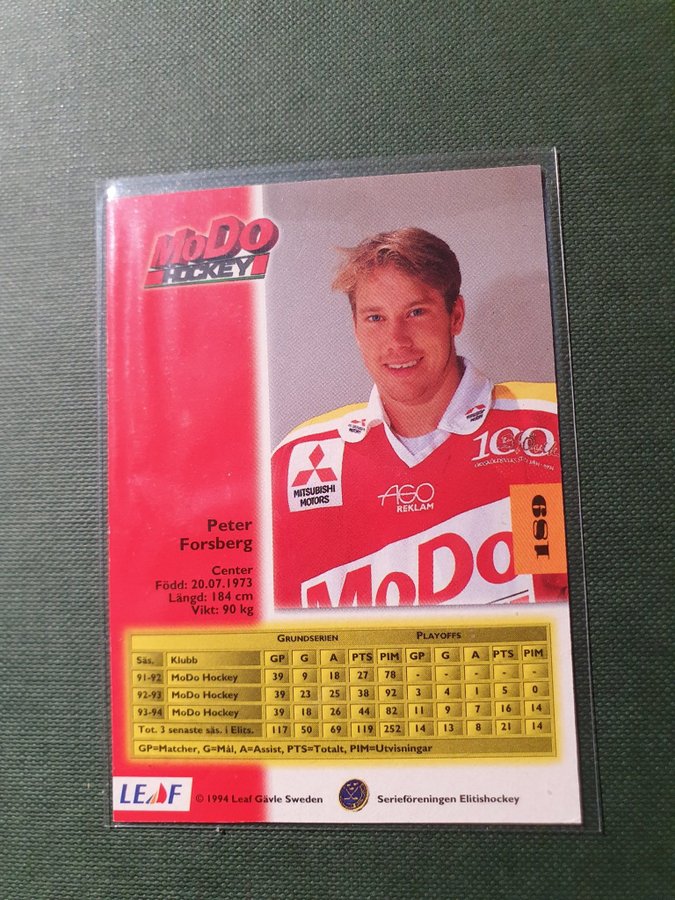 MoDo
HOCKEY
MITSUBISHI
MOTORS
AGO
REKLAM
100
MoDo
189
Peter
Forsberg
Center
Född: 20.07.1973
Längd: 184 cm
Vikt: 90 kg
GRUNDSERIEN PLAYOFFS
Säs. Klubb GP G A PTS PIM GP G A PTS PIM
91-92 MoDo Hockey 39 9 18 27 78 - - - - -
92-93 MoDo Hockey 39 23 25 38 92 3 4 1 5 0
93-94 MoDo Hockey 39 18 26 44 82 11 9 7 16 14
Tot. 3 senaste säs. i Elits. 117 50 69 119 252 14 13 8 21 14
GP=Matcher, G=Mål, A=Assist, PTS=Totalt, PIM=Utvisningar
LEAF © 1994 Leaf Gävle Sweden Serieföreningen Elitishockey